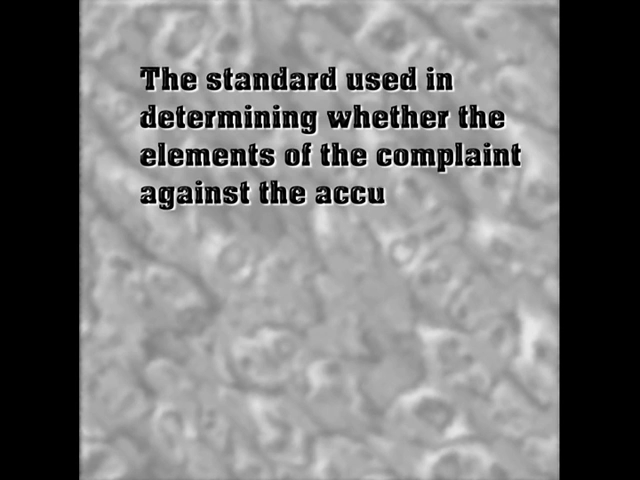 The standard used in
determining whether the
elements of the complaint
against the accu